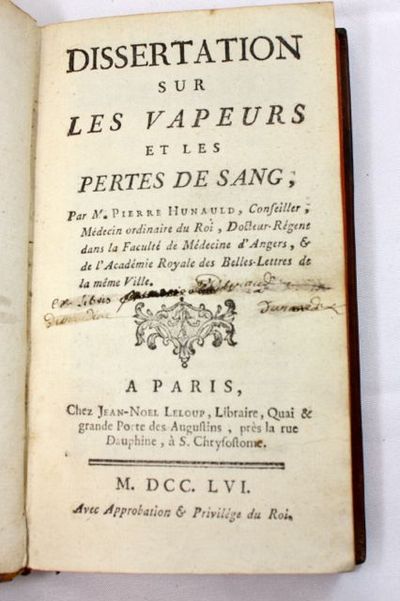 DISSERTATION
SUR
LES VAPEURS
ET LES
PERTES DE SANG;
Par M. PIERRE HUNAULD, Conseiller,
Médecin ordinaire du Roi, Docteur-Régent
dans la Faculté de Médecine d'Angers, &
de l'Académie Royale des Belles-Lettres de
la même Ville.
ex libris
A PARIS,
Chez JEAN-NOEL LELOUP, Libraire, Quai &
grande Porte des Augustins, près la rue
Dauphine, à S. Chrysostome.
M. DCC. LVI.
Avec Approbation & Privilége du Roi.